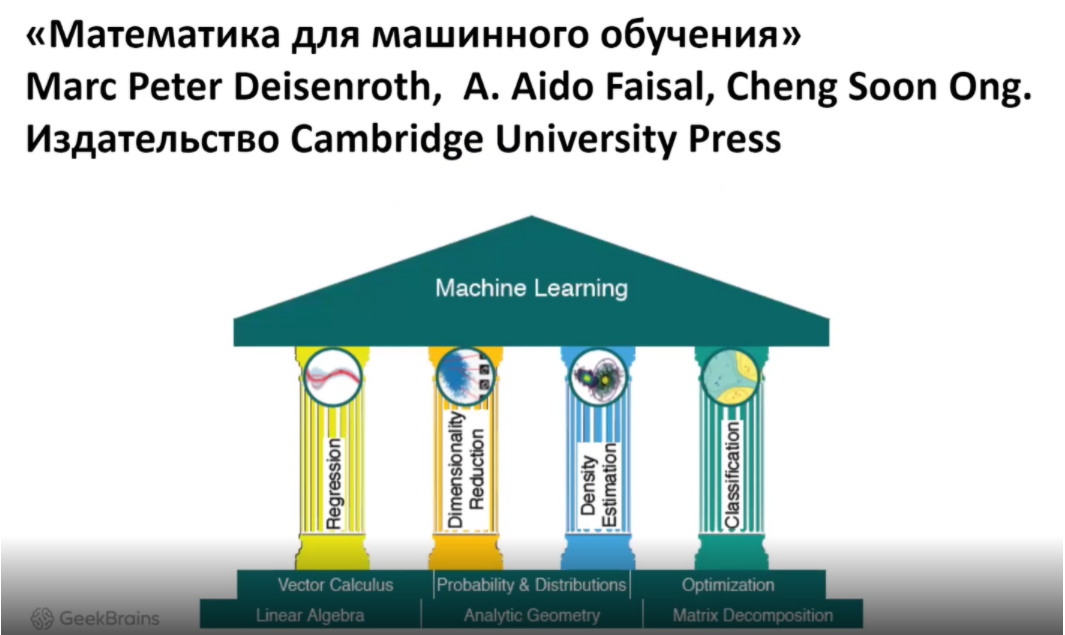 «Математика для машинного обучения»
Marc Peter Deisenroth, A. Aido Faisal, Cheng Soon Ong.
Издательство Cambridge University Press
Machine Learning
Regression
Dimensionality
Reduction
Density
Estimation
Classification
Vector Calculus
Probability & Distributions
Optimization
Linear Algebra
Analytic Geometry
Matrix Decomposition
GeekBrains